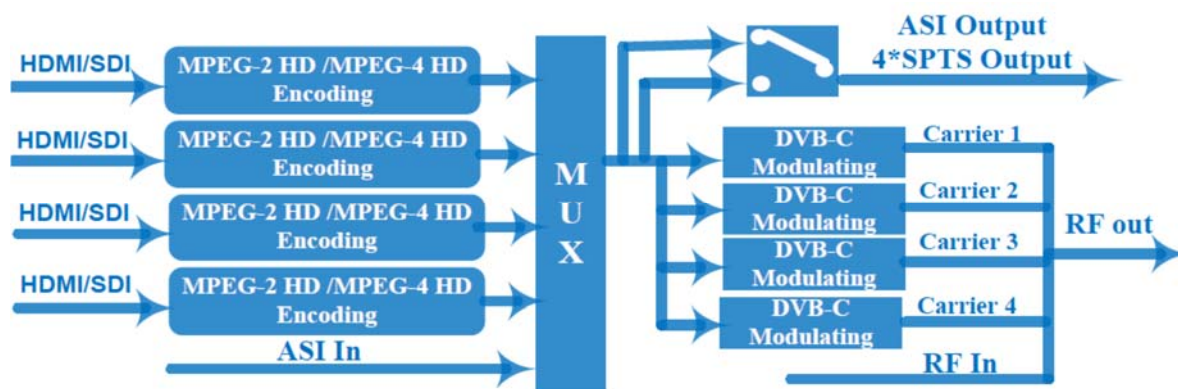 HDMI/SDI
MPEG-2 HD /MPEG-4 HD
Encoding
HDMI/SDI
MPEG-2 HD /MPEG-4 HD
Encoding
HDMI/SDI
MPEG-2 HD /MPEG-4 HD
Encoding
HDMI/SDI
MPEG-2 HD /MPEG-4 HD
Encoding
ASI In
M
U
X
ASI Output
4*SPTS Output
DVB-C
Modulating
Carrier 1
DVB-C
Modulating
Carrier 2
DVB-C
Modulating
Carrier 3
DVB-C
Modulating
Carrier 4
RF out
RF In